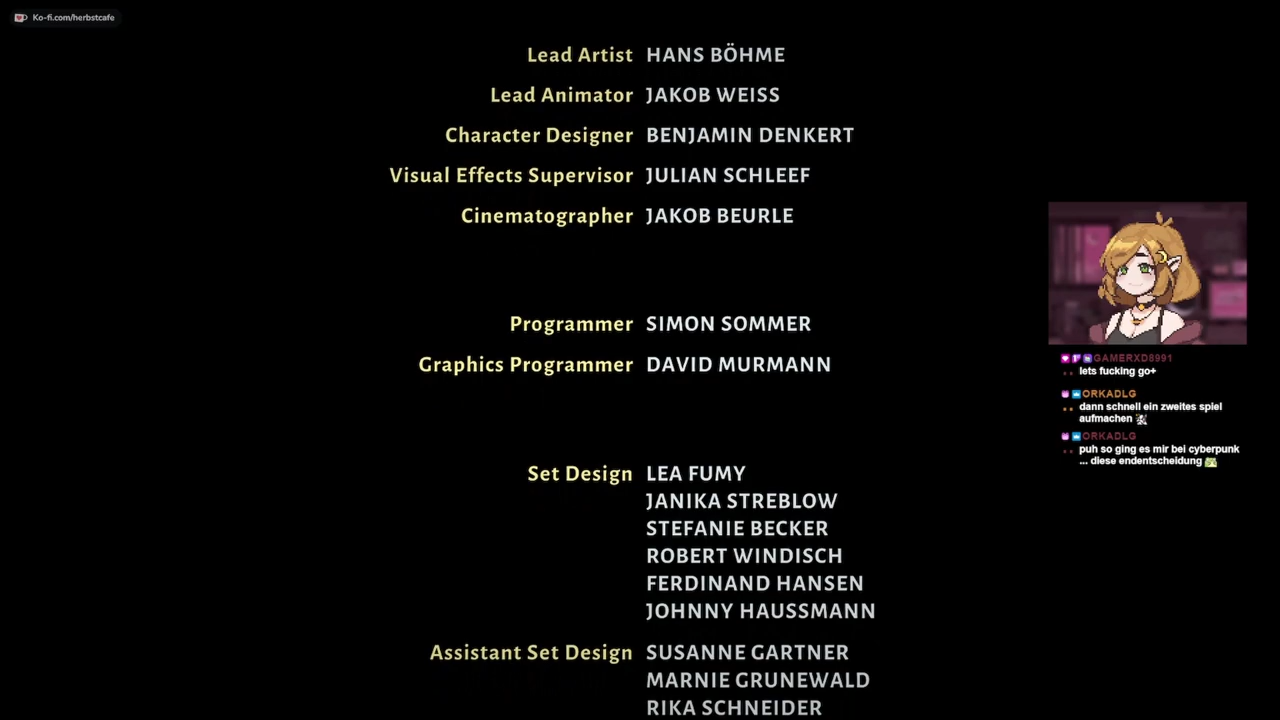 Ko-fi.com/herbstcafe
Lead Artist HANS BÖHME
Lead Animator JAKOB WEISS
Character Designer BENJAMIN DENKERT
Visual Effects Supervisor JULIAN SCHLEEF
Cinematographer JAKOB BEURLE
Programmer SIMON SOMMER
Graphics Programmer DAVID MURMANN
Set Design LEA FUMY
JANIKA STREBLOW
STEFANIE BECKER
ROBERT WINDISCH
FERDINAND HANSEN
JOHNNY HAUSSMANN
Assistant Set Design SUSANNE GARTNER
MARNIE GRUNEWALD
RIKA SCHNEIDER
GAMERXD8991
lets fucking go+
ORKADLG
dann schnell ein zweites spiel
aufmachen
ORKADLG
puh so ging es mir bei cyberpunk
... diese endentscheidung